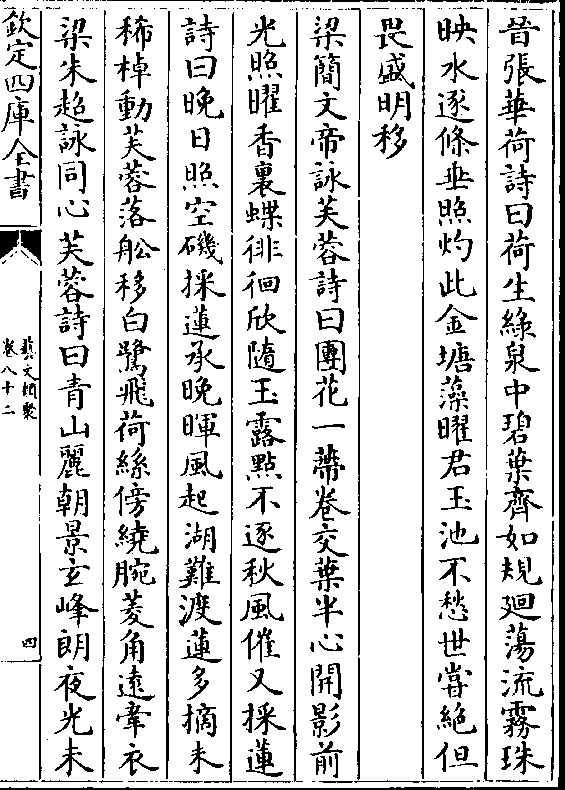 晉張華荷詩曰荷生綠泉中碧葉齊如規廻蕩流霧珠
映水逐條垂照灼此金塘藻曜君玉池不愁世嘗絕但
畏盛明移
梁簡文帝詠芙蓉詩曰團花一蔕卷交葉半心開影前
光照曜香裏蝶徘徊欣隨玉露點不逐秋風催又採蓮
詩曰晚日照空磯採蓮承晚暉風起湖難渡蓮多摘未
稀棹動芙蓉落船移白鷺飛荷絲傍繞腕菱角遠牽衣
梁朱超詠同心芙蓉詩曰青山麗朝景玄峰朗夜光未
欽定四庫全書
藝文類聚
卷八十二
四